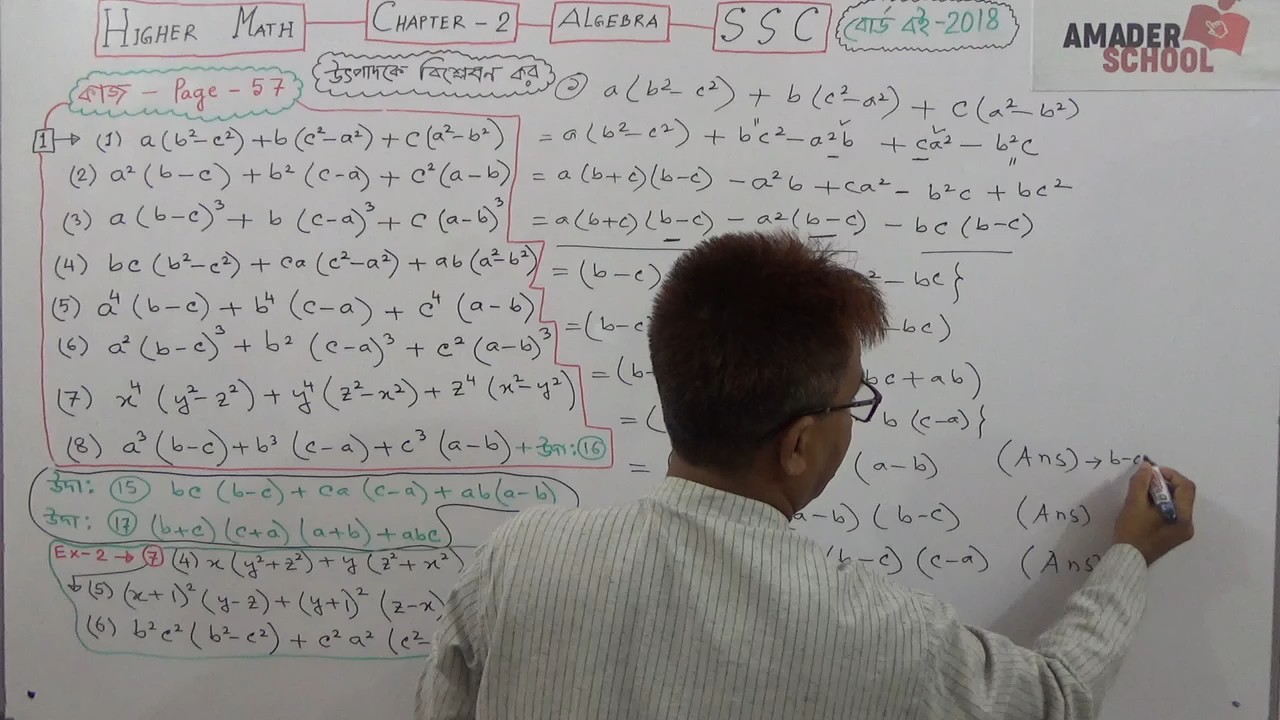 HIGHER MATH CHAPTER - 2 ALGEBRA SSC বোর্ড বই-2018
AMADER SCHOOL
কাজ - Page - 57
উৎপাদকে বিশ্লেষণ কর
1 → (1) a(b²-c²)+b(c²-a²)+c(a²-b²)
(2) a²(b-c)+b²(c-a)+c²(a-b)
(3) a(b-c)³+b(c-a)³+c(a-b)³
(4) bc(b²-c²)+ca(c²-a²)+ab(a²-b²)
(5) a⁴(b-c)+b⁴(c-a)+c⁴(a-b)
(6) a²(b-c)³+b²(c-a)³+c²(a-b)³
(7) x⁴(y²-z²)+y⁴(z²-x²)+z⁴(x²-y²)
(8) a³(b-c)+b³(c-a)+c³(a-b)+উদা: 16
উদা: 15 bc(b-c)+ca(c-a)+ab(a-b)
উদা: 17 (b+c)(c+a)(a+b)+abc
Ex-2 → 7 (4) x(y²+z²)+y(z²+x²)
(5) (x+1)²(y-z)+(y+1)²(z-x)
(6) b²c²(b²-c²)+c²a²(c²-
a(b²-c²)+b(c²-a²)+c(a²-b²)
= a(b²-c²)+bc²-a²b+ca²-b²c
= a(b+c)(b-c)-a²b+ca²-b²c+bc²
= a(b+c)(b-c)-a²(b-c)-bc(b-c)
= (b-c) ²-bc}
= (b-c bc)
= (b- bc+ab)
= ( b(c-a)}
= (a-b) (Ans) → b-c
a-b)(b-c) (Ans)
(b-c)(c-a) (Ans